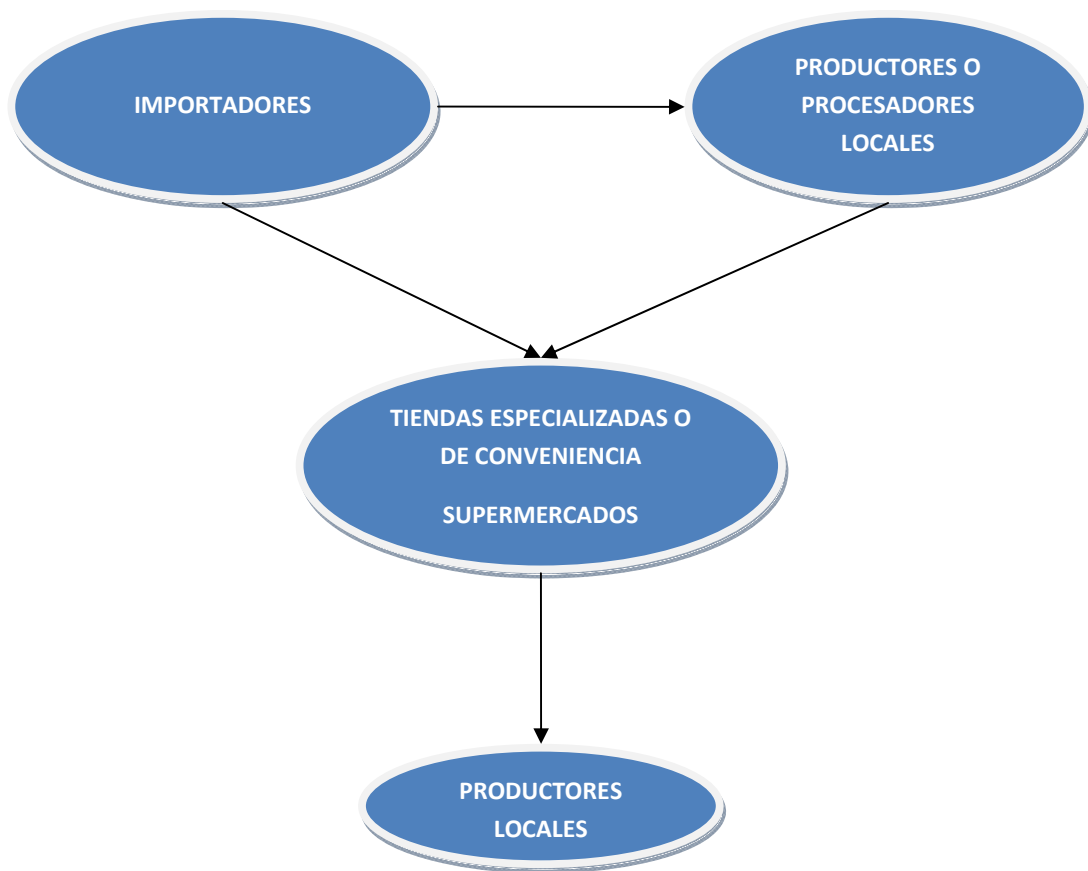 IMPORTADORES
PRODUCTORES O
PROCESADORES
LOCALES
TIENDAS ESPECIALIZADAS O
DE CONVENIENCIA
SUPERMERCADOS
PRODUCTORES
LOCALES